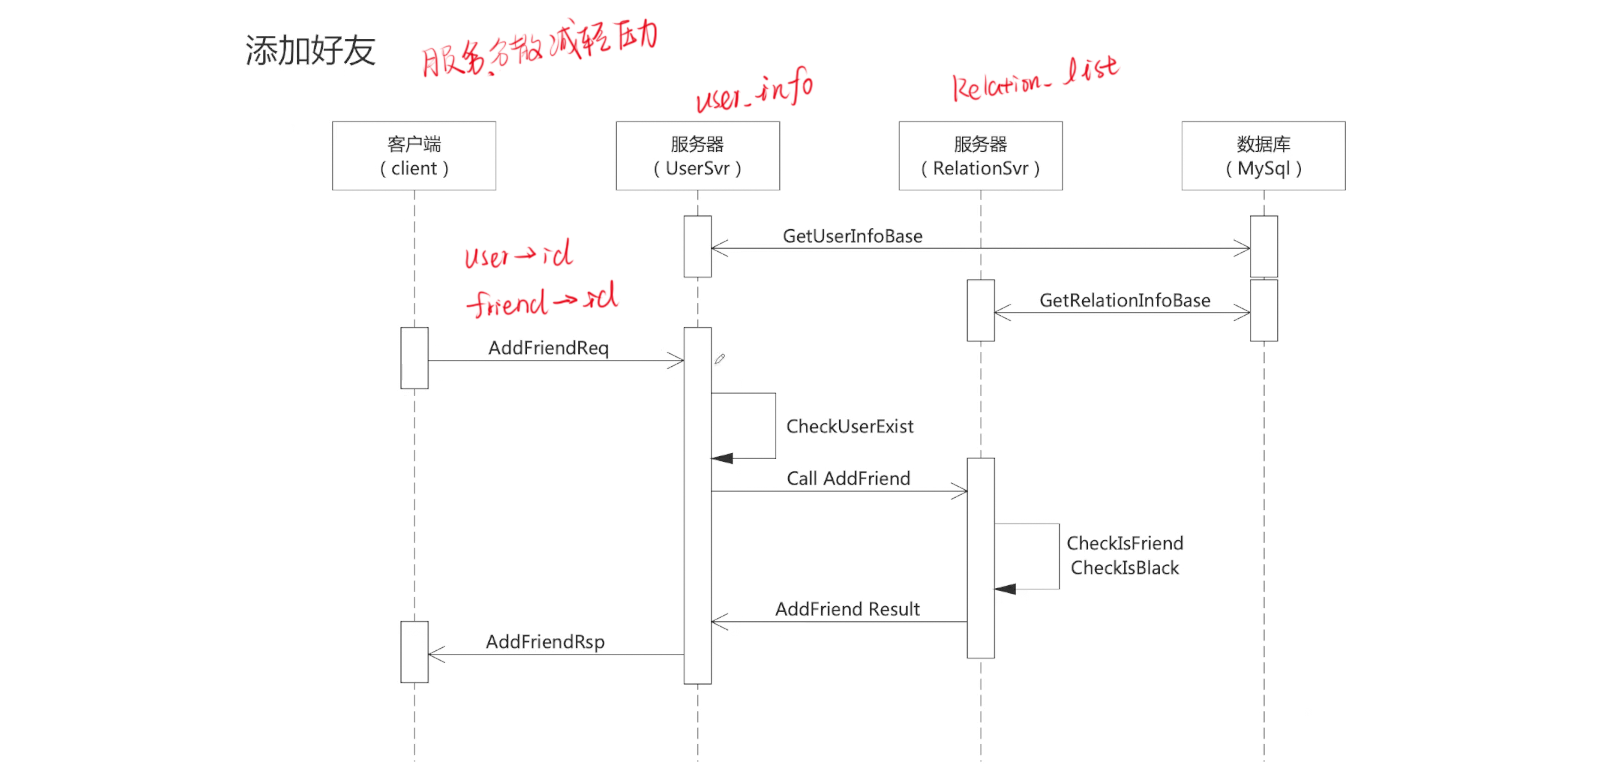 添加好友
服务分散减轻压力
user_info
Relation_list
客户端
（client）
服务器
（UserSvr）
服务器
（RelationSvr）
数据库
（MySql）
GetUserInfoBase
user→id
GetRelationInfoBase
friend→id
AddFriendReq
CheckUserExist
Call AddFriend
CheckIsFriend
CheckIsBlack
AddFriend Result
AddFriendRsp